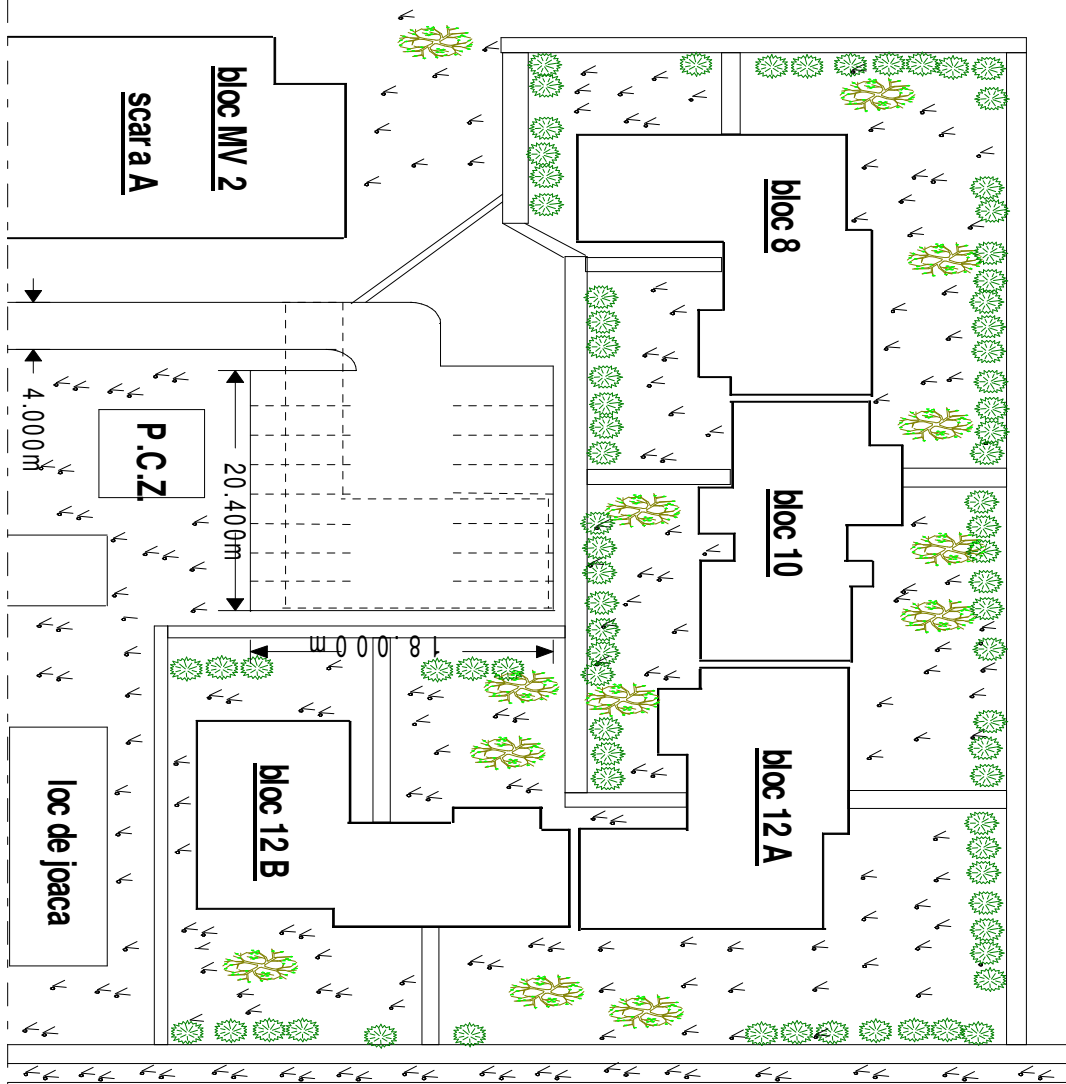 bloc MV 2
scara A
bloc 8
4.000m
P.C.Z.
20.400m
bloc 10
18.000m
loc de joaca
bloc 12 B
bloc 12 A